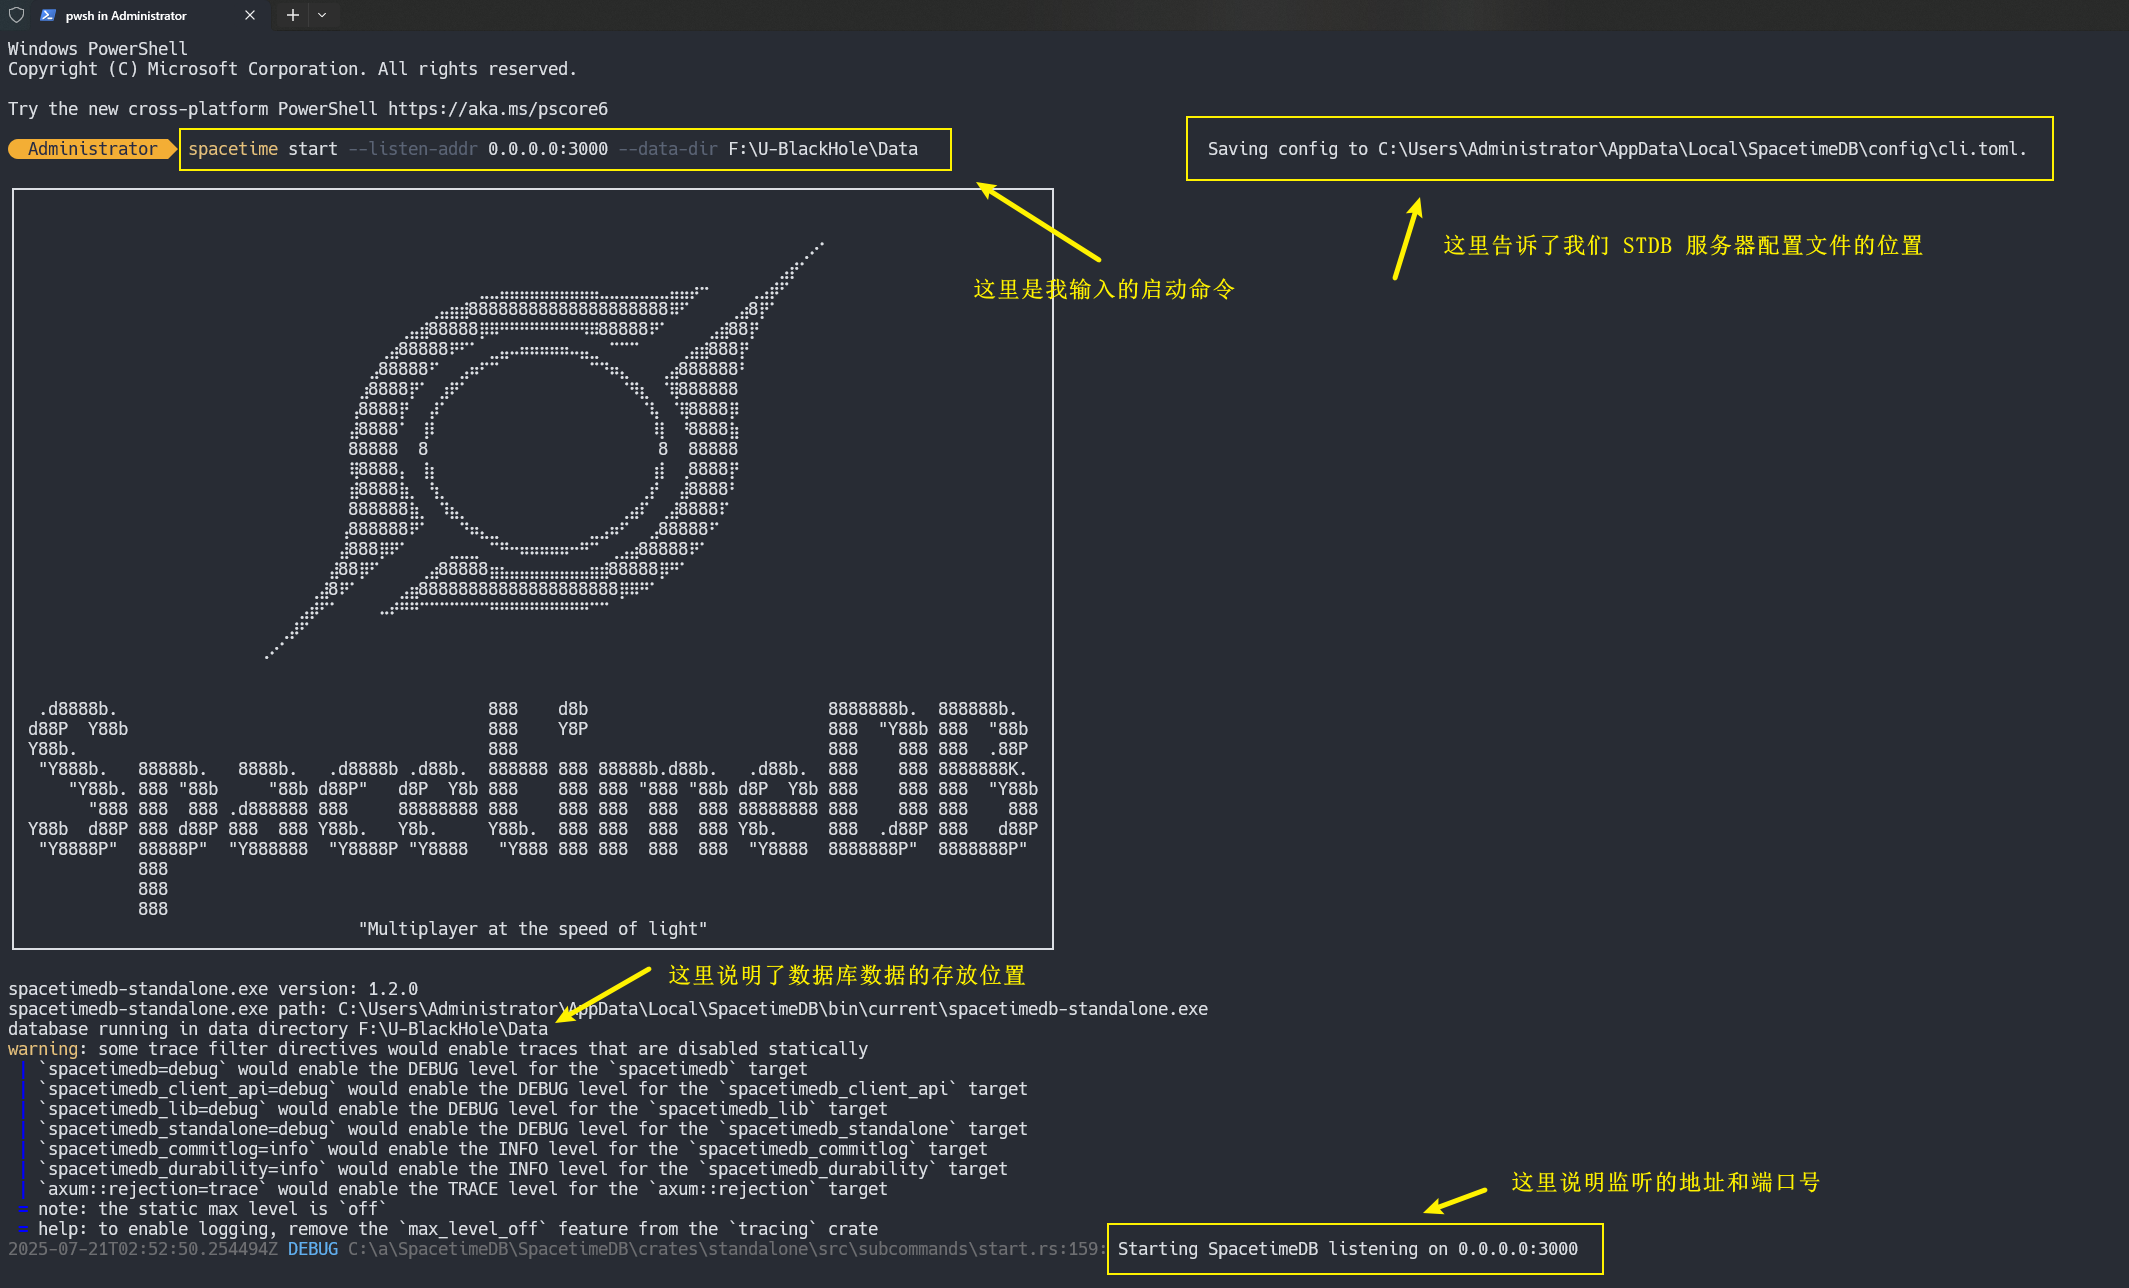 pwsh in Administrator
Windows PowerShell
Copyright (C) Microsoft Corporation. All rights reserved.
Try the new cross-platform PowerShell https://aka.ms/pscore6
Administrator spacetime start --listen-addr 0.0.0.0:3000 --data-dir F:\U-BlackHole\Data
Saving config to C:\Users\Administrator\AppData\Local\SpacetimeDB\config\cli.toml.
这里告诉了我们 STDB 服务器配置文件的位置
这里是我输入的启动命令
"Multiplayer at the speed of light"
这里说明了数据库数据的存放位置
spacetimedb-standalone.exe version: 1.2.0
spacetimedb-standalone.exe path: C:\Users\Administrator\AppData\Local\SpacetimeDB\bin\current\spacetimedb-standalone.exe
database running in data directory F:\U-BlackHole\Data
warning: some trace filter directives would enable traces that are disabled statically
| `spacetimedb=debug` would enable the DEBUG level for the `spacetimedb` target
| `spacetimedb_client_api=debug` would enable the DEBUG level for the `spacetimedb_client_api` target
| `spacetimedb_lib=debug` would enable the DEBUG level for the `spacetimedb_lib` target
| `spacetimedb_standalone=debug` would enable the DEBUG level for the `spacetimedb_standalone` target
| `spacetimedb_commitlog=info` would enable the INFO level for the `spacetimedb_commitlog` target
| `spacetimedb_durability=info` would enable the INFO level for the `spacetimedb_durability` target
| `axum::rejection=trace` would enable the TRACE level for the `axum::rejection` target
= note: the static max level is `off`
= help: to enable logging, remove the `max_level_off` feature from the `tracing` crate
这里说明监听的地址和端口号
2025-07-21T02:52:50.254494Z DEBUG C:\a\SpacetimeDB\SpacetimeDB\crates\standalone\src\subcommands\start.rs:159: Starting SpacetimeDB listening on 0.0.0.0:3000